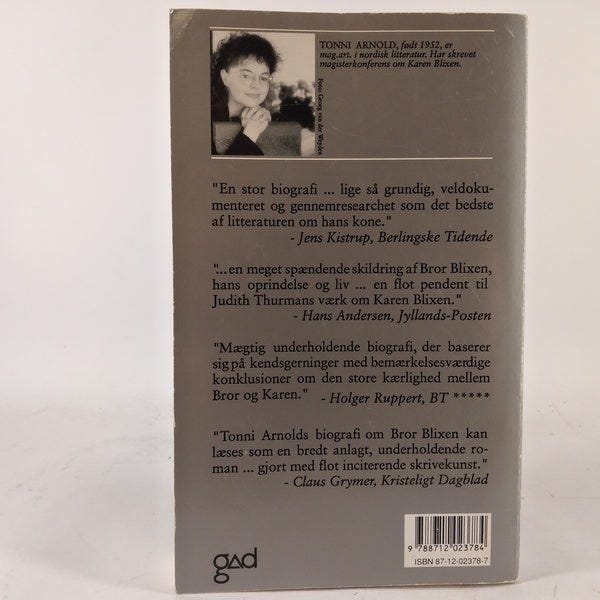 TONNI ARNOLD, født 1952, er
mag.art. i nordisk litteratur. Har skrevet
magisterkonferens om Karen Blixen.
Foto: Georg van der Weyden
"En stor biografi ... lige så grundig, veldoku-
menteret og gennemresearchet som det bedste
af litteraturen om hans kone."
- Jens Kistrup, Berlingske Tidende
"...en meget spændende skildring af Bror Blixen,
hans oprindelse og liv ... en flot pendent til
Judith Thurmans værk om Karen Blixen."
- Hans Andersen, Jyllands-Posten
"Mægtig underholdende biografi, der baserer
sig på kendsgerninger med bemærkelsesværdige
konklusioner om den store kærlighed mellem
Bror og Karen." - Holger Ruppert, BT *****
"Tonni Arnolds biografi om Bror Blixen kan
læses som en bredt anlagt, underholdende ro-
man ... gjort med flot inciterende skrivekunst."
- Claus Grymer, Kristeligt Dagblad
9 788712 023784
ISBN 87-12-02378-7
gad